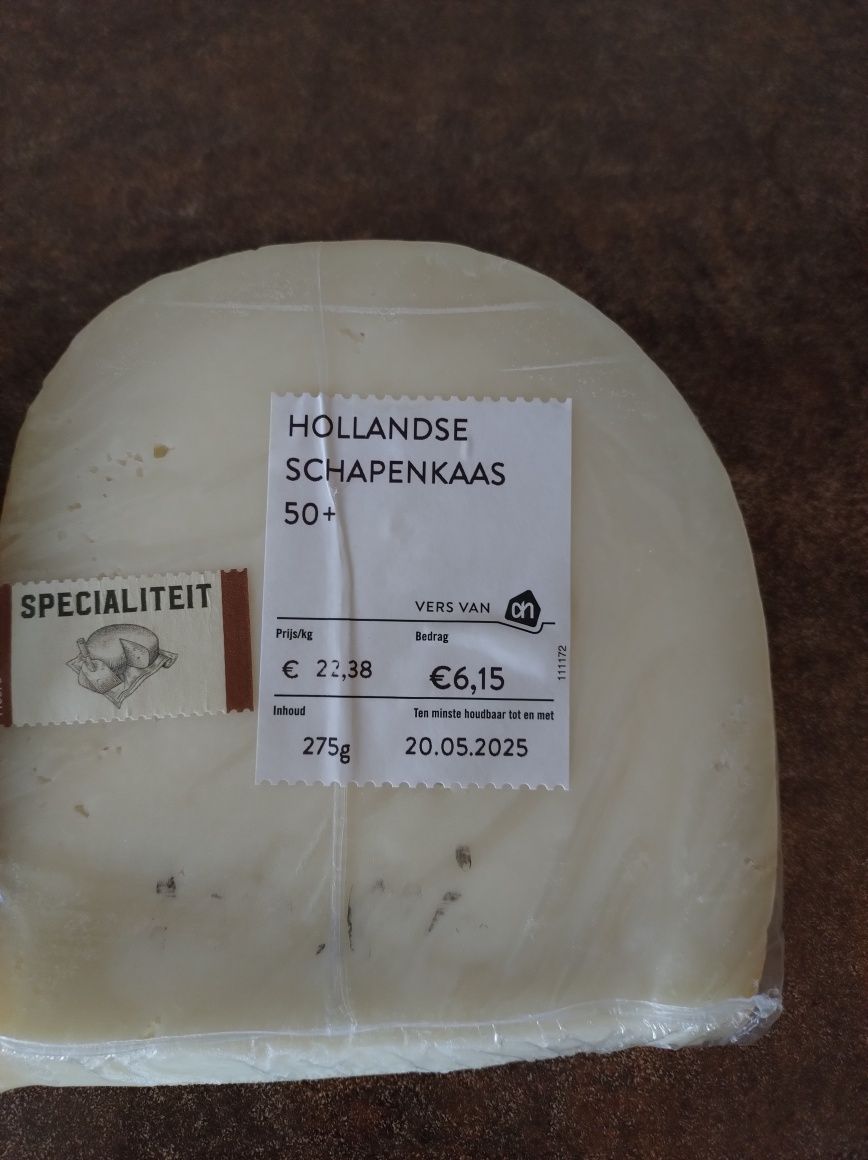 HOLLANDSE
SCHAPENKAAS
50+
SPECIALITEIT
VERS VAN ah
Prijs/kg
Bedrag
€ 22,38
€6,15
111172
Inhoud
Ten minste houdbaar tot en met
275g
20.05.2025